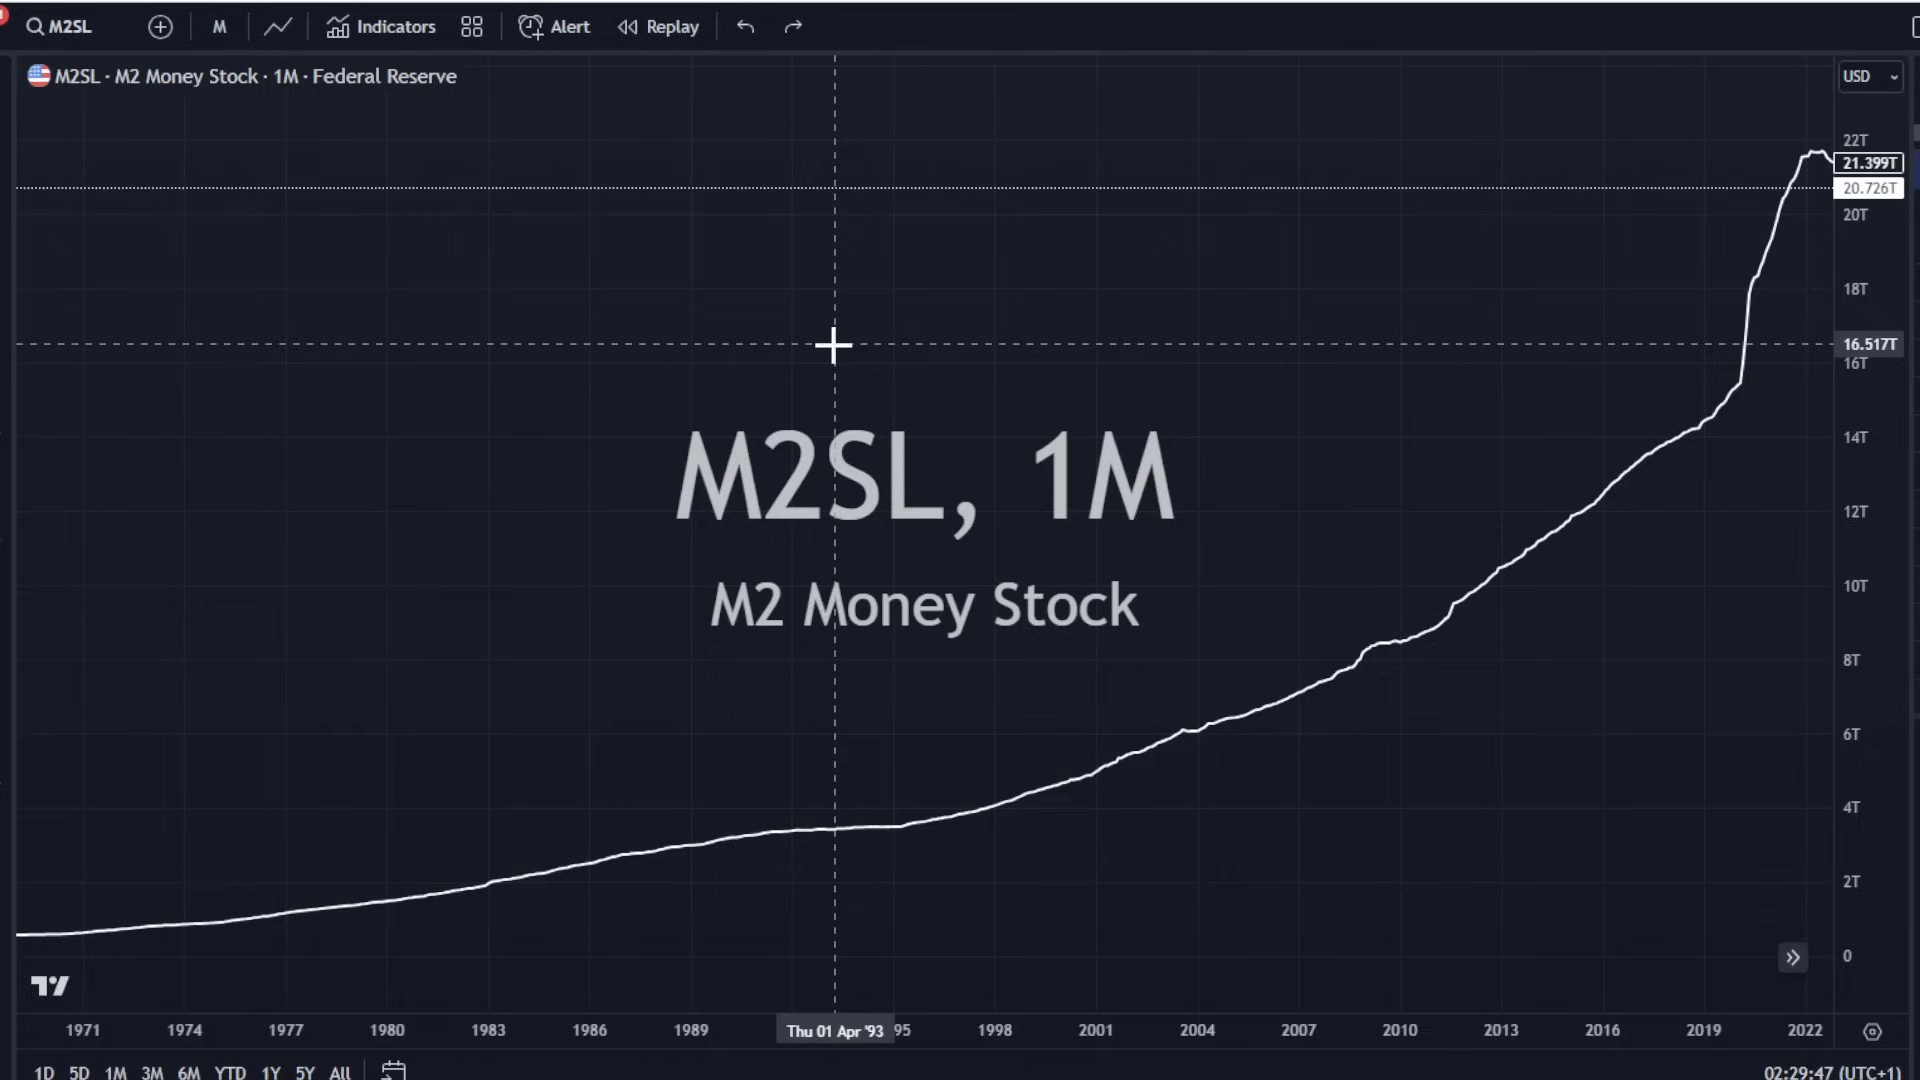 M2SL M Indicators Alert Replay
M2SL · M2 Money Stock · 1M · Federal Reserve
USD
22T
21.399T
20.726T
20T
18T
16.517T
16T
14T
12T
10T
8T
6T
4T
2T
0
M2SL, 1M
M2 Money Stock
1971 1974 1977 1980 1983 1986 1989 Thu 01 Apr '93 95 1998 2001 2004 2007 2010 2013 2016 2019 2022
1D 5D 1M 3M 6M YTD 1Y 5Y All 02:29:47 (UTC+1)